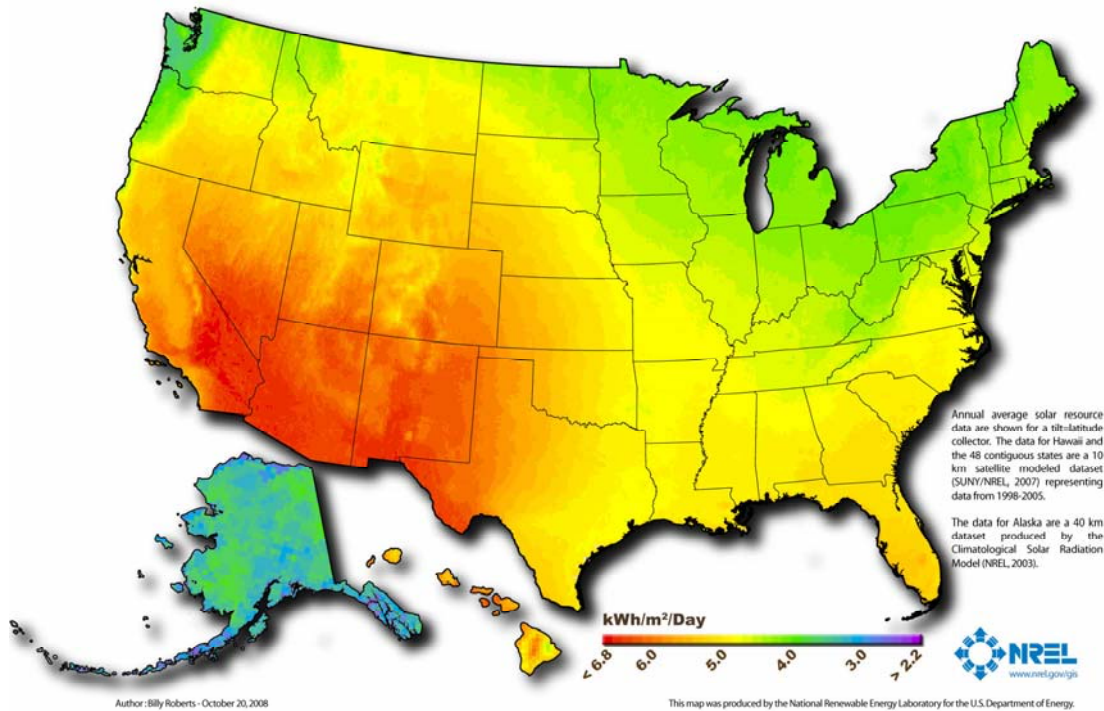 Annual average solar resource
data are shown for a tilt=latitude
collector. The data for Hawaii and
the 48 contiguous states are a 10
km satellite modeled dataset
(SUNY/NREL, 2007) representing
data from 1998-2005.
The data for Alaska are a 40 km
dataset produced by the
Climatological Solar Radiation
Model (NREL, 2003).
kWh/m²/Day
< 6.8 6.0 5.0 4.0 3.0 > 2.2
NREL
www.nrel.gov/gis
Author : Billy Roberts - October 20, 2008
This map was produced by the National Renewable Energy Laboratory for the U.S. Department of Energy.